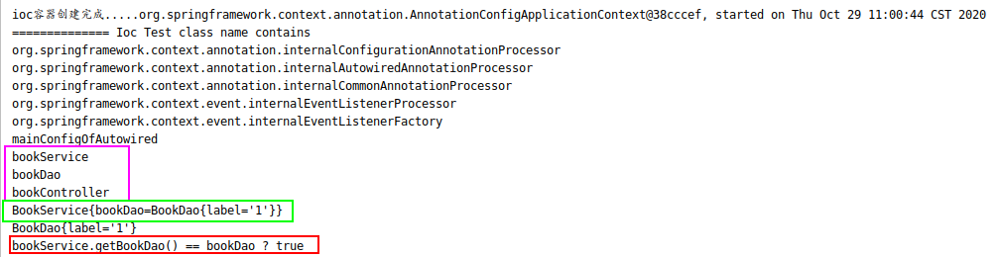 ioc容器创建完成.....org.springframework.context.annotation.AnnotationConfigApplicationContext@38cccef, started on Thu Oct 29 11:00:44 CST 2020
============== Ioc Test class name contains
org.springframework.context.annotation.internalConfigurationAnnotationProcessor
org.springframework.context.annotation.internalAutowiredAnnotationProcessor
org.springframework.context.annotation.internalCommonAnnotationProcessor
org.springframework.context.event.internalEventListenerProcessor
org.springframework.context.event.internalEventListenerFactory
mainConfigOfAutowired
bookService
bookDao
bookController
BookService{bookDao=BookDao{label='1'}}
BookDao{label='1'}
bookService.getBookDao() == bookDao ? true